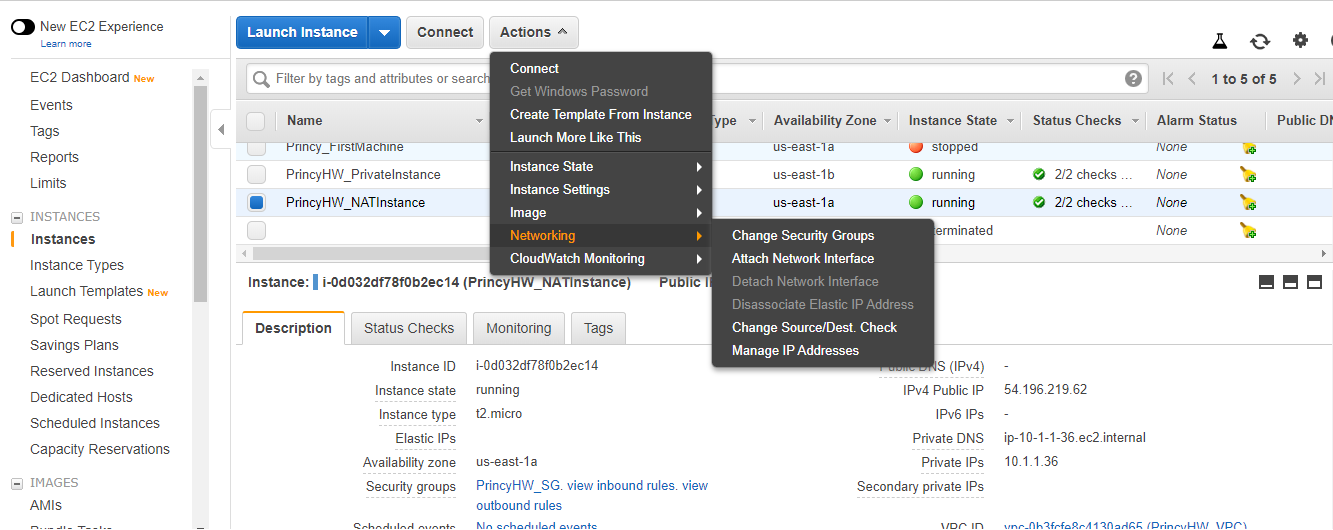 New EC2 Experience
Learn more
EC2 Dashboard New
Events
Tags
Reports
Limits
INSTANCES
Instances
Instance Types
Launch Templates New
Spot Requests
Savings Plans
Reserved Instances
Dedicated Hosts
Scheduled Instances
Capacity Reservations
IMAGES
AMIs
Bundle Tasks
Launch Instance Connect Actions
Filter by tags and attributes or search
1 to 5 of 5
Name Type Availability Zone Instance State Status Checks Alarm Status Public DN
Princy_FirstMachine us-east-1a stopped None
PrincyHW_PrivateInstance us-east-1b running 2/2 checks ... None
PrincyHW_NATInstance us-east-1a running 2/2 checks ... None
terminated None
Connect
Get Windows Password
Create Template From Instance
Launch More Like This
Instance State
Instance Settings
Image
Networking
CloudWatch Monitoring
Change Security Groups
Attach Network Interface
Detach Network Interface
Disassociate Elastic IP Address
Change Source/Dest. Check
Manage IP Addresses
Instance: i-0d032df78f0b2ec14 (PrincyHW_NATInstance) Public I
Description Status Checks Monitoring Tags
Instance ID i-0d032df78f0b2ec14
Instance state running
Instance type t2.micro
Elastic IPs
Availability zone us-east-1a
Security groups PrincyHW_SG. view inbound rules. view
outbound rules
Scheduled events No scheduled events
Public DNS (IPv4) -
IPv4 Public IP 54.196.219.62
IPv6 IPs -
Private DNS ip-10-1-1-36.ec2.internal
Private IPs 10.1.1.36
Secondary private IPs
VPC ID vpc-0b3fcfe8c4130ad65 (PrincyHW_VPC)